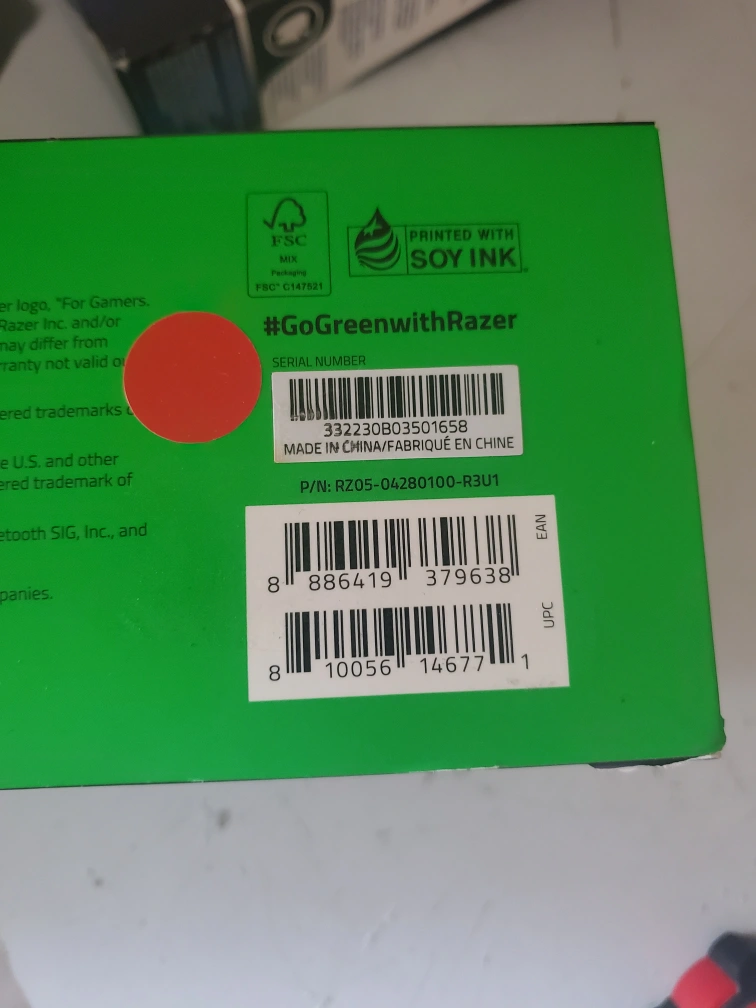 FSC
MIX
Packaging
FSC® C147521
PRINTED WITH
SOY INK
er logo, "For Gamers.
Razer Inc. and/or
may differ from
rranty not valid
ered trademarks
e U.S. and other
ered trademark of
etooth SIG, Inc., and
panies.
#GoGreenwithRazer
SERIAL NUMBER
332230B03501658
MADE IN CHINA/FABRIQUÉ EN CHINE
P/N: RZ05-04280100-R3U1
EAN
8 886419 379638
UPC
8 10056 14677 1